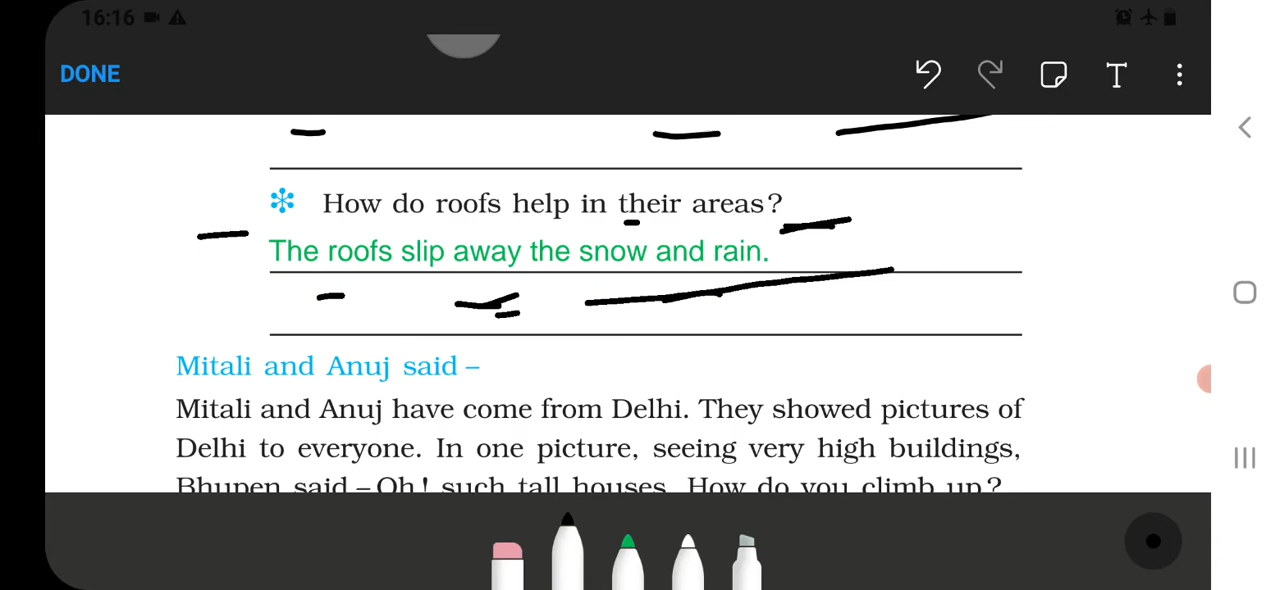 16:16
DONE
T
How do roofs help in their areas?
The roofs slip away the snow and rain.
Mitali and Anuj said –
Mitali and Anuj have come from Delhi. They showed pictures of
Delhi to everyone. In one picture, seeing very high buildings,
Bhupen said – Oh! such tall houses. How do you climb up?